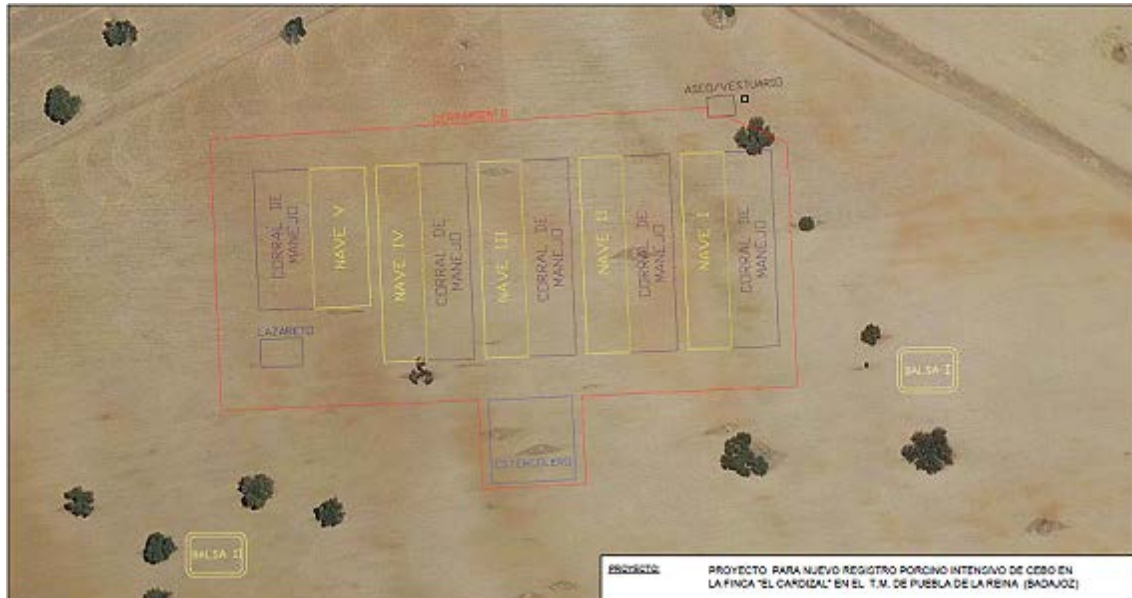 ASEO/VESTUARIO
CERRAMIENTO
CORRAL DE
MANEJO
NAVE V
NAVE IV
CORRAL DE
MANEJO
NAVE III
CORRAL DE
MANEJO
NAVE II
CORRAL DE
MANEJO
NAVE I
CORRAL DE
MANEJO
LAZARETO
BALSA I
ESTERCOLERO
BALSA II
PROYECTO:
PROYECTO PARA NUEVO REGISTRO PORCINO INTENSIVO DE CEBO EN
LA FINCA "EL CARDIZAL" EN EL T.M. DE PUEBLA DE LA REINA (BADAJOZ)